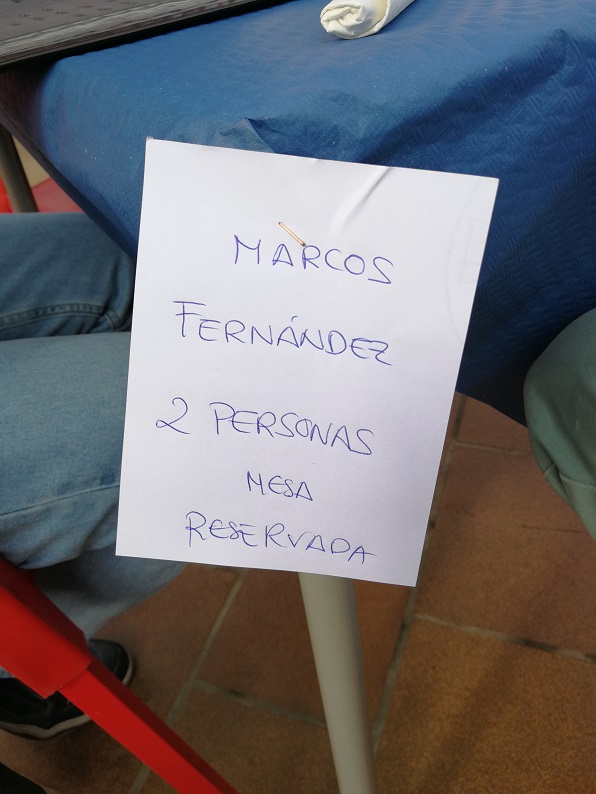 MARCOS
FERNÁNDEZ
2 PERSONAS
MESA
RESERVADA